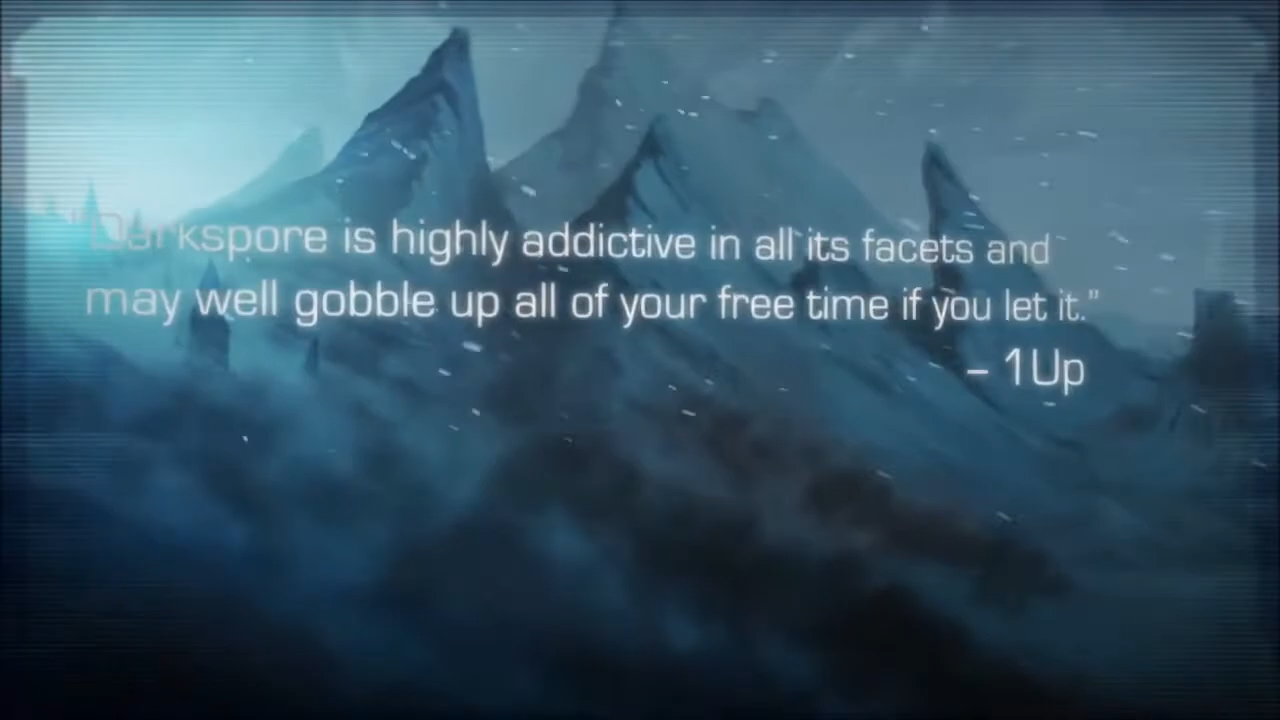 "Darkspore is highly addictive in all its facets and
may well gobble up all of your free time if you let it.”
– 1Up